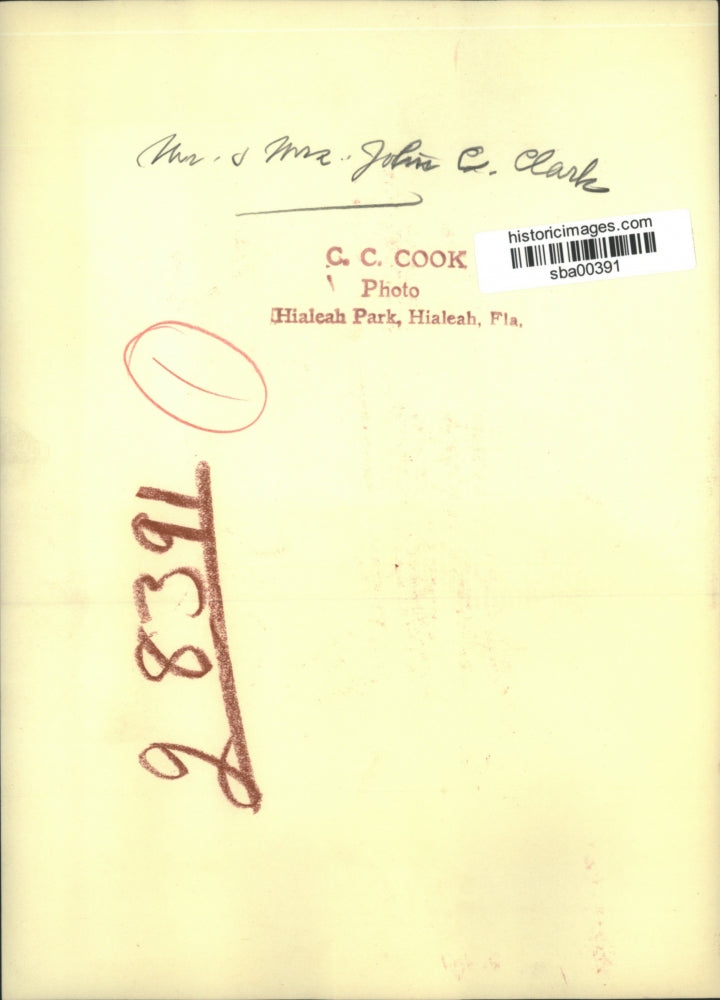 Mr. & Mrs. John C. Clark
historicimages.com
sba00391
C. C. COOK
Photo
Hialeah Park, Hialeah, Fla.
28391